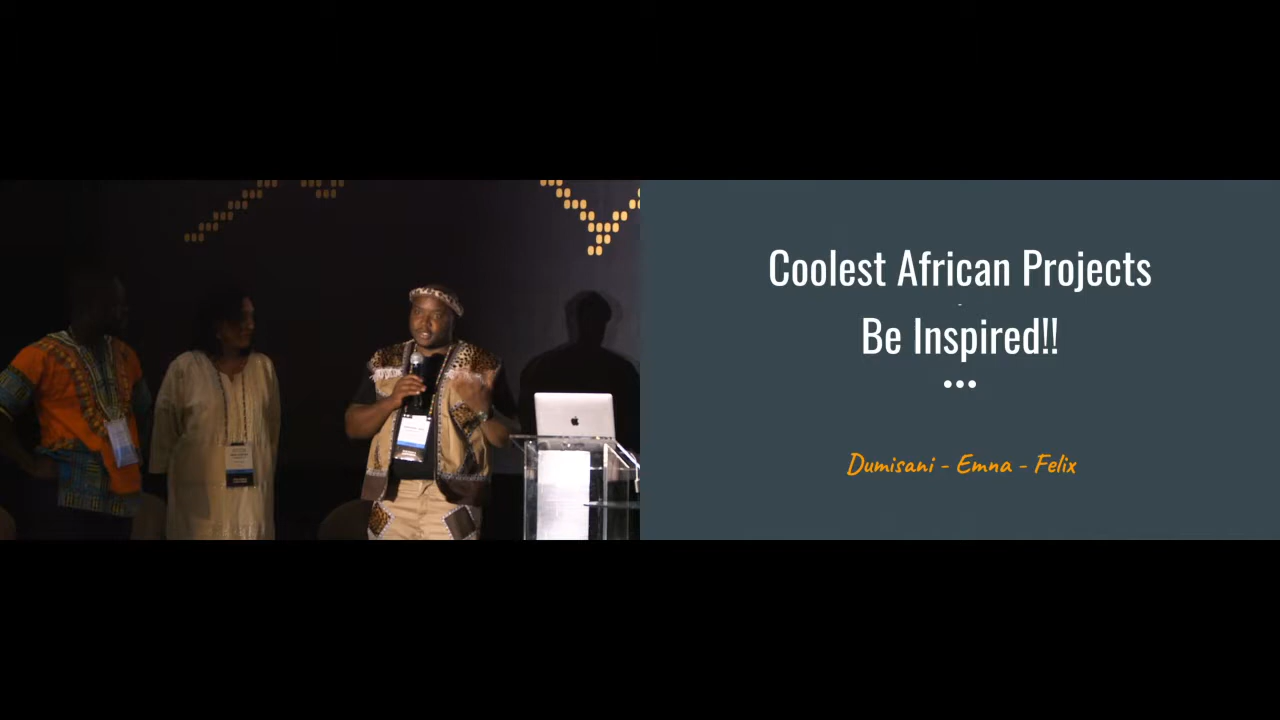 Coolest African Projects
-
Be Inspired!!
Dumisani - Emna - Felix